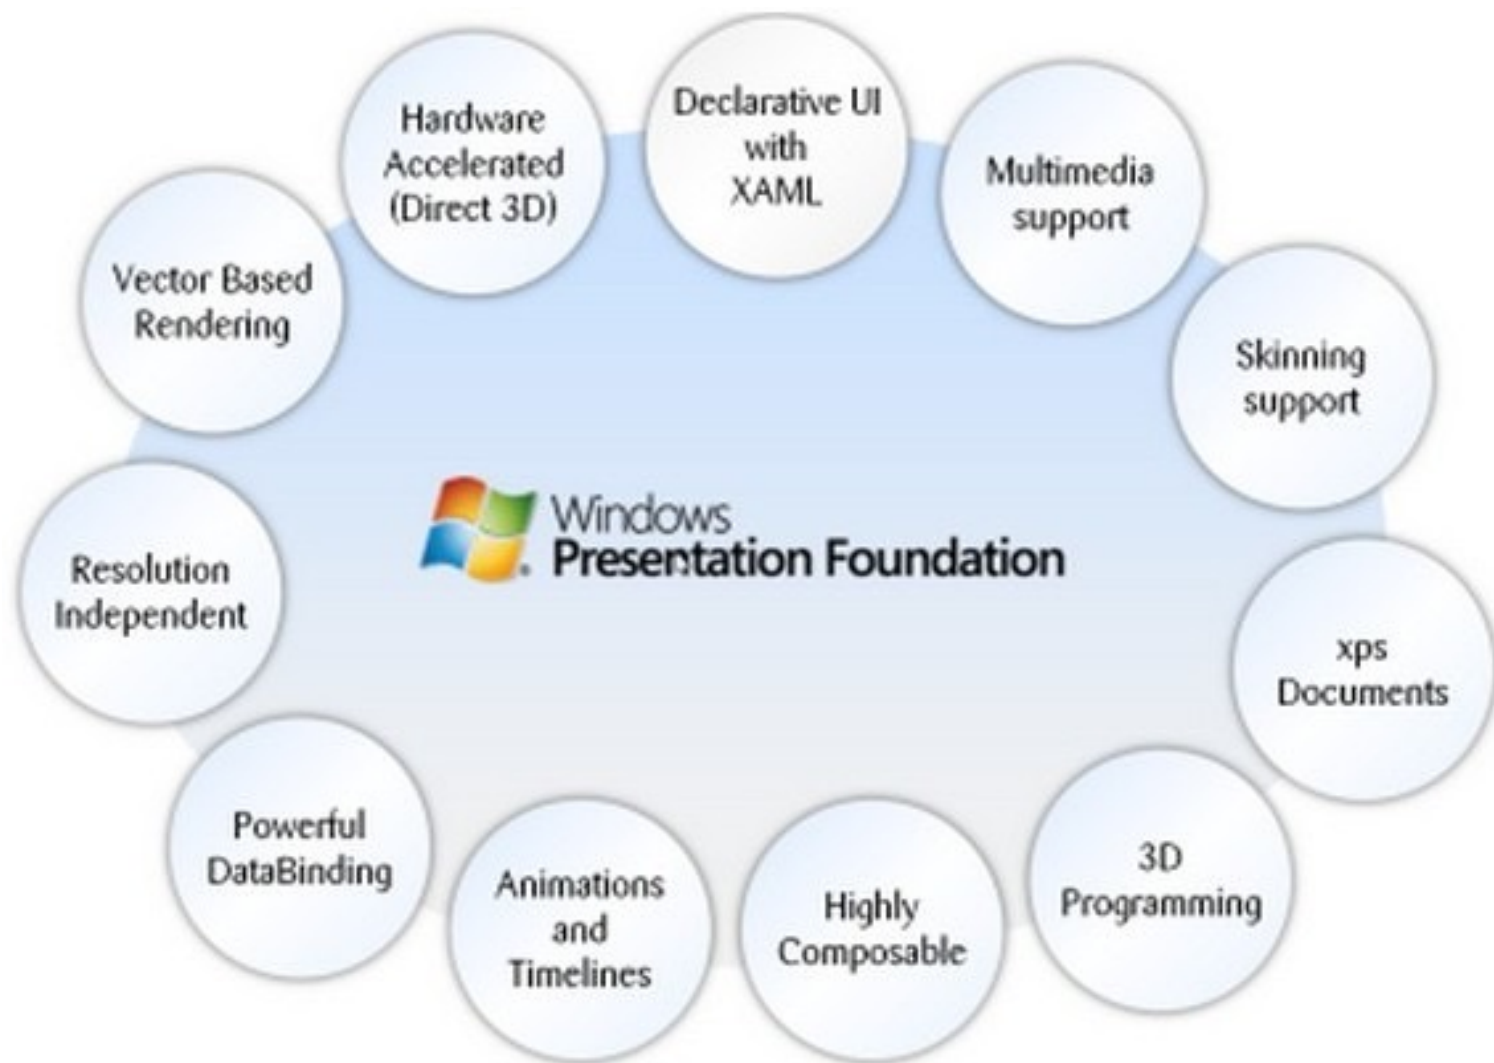 Hardware
Accelerated
(Direct 3D)
Declarative UI
with
XAML
Multimedia
support
Vector Based
Rendering
Skinning
support
Windows
Presentation Foundation
Resolution
Independent
xps
Documents
Powerful
DataBinding
Animations
and
Timelines
Highly
Composable
3D
Programming